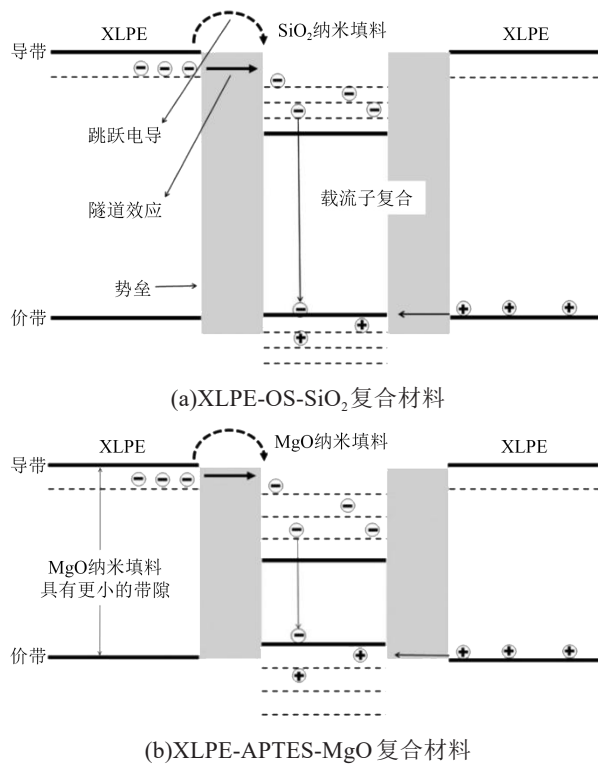 XLPE
SiO₂纳米填料
XLPE
导带
跳跃电导
隧道效应
载流子复合
势垒
价带
(a)XLPE-OS-SiO₂复合材料
XLPE
MgO纳米填料
XLPE
导带
MgO纳米填料
具有更小的带隙
价带
(b)XLPE-APTES-MgO复合材料